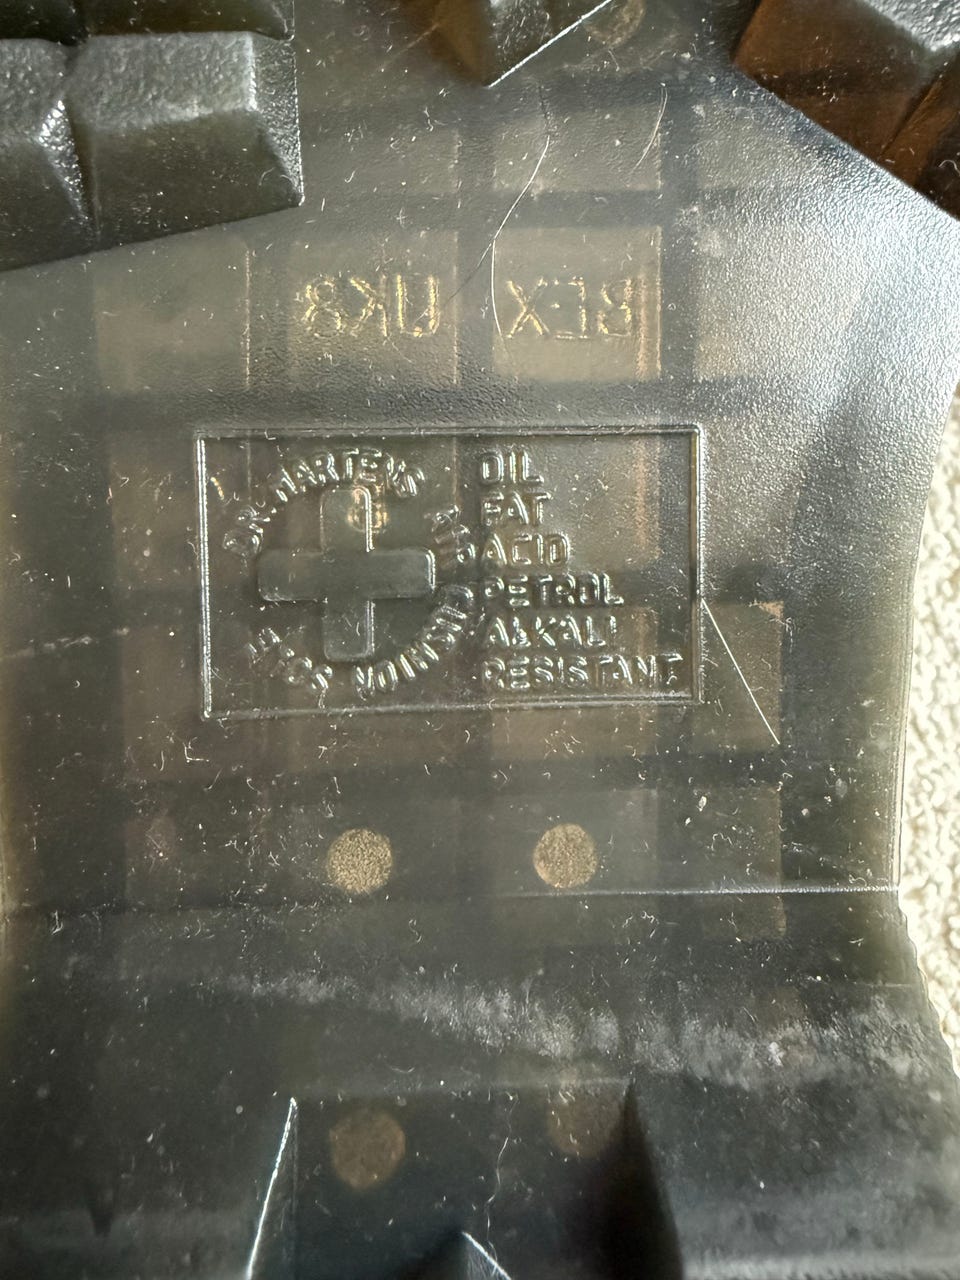 BEX UK8
DR. MARTENS
AIR CUSHION SOLE
OIL
FAT
ACID
PETROL
ALKALI
RESISTANT